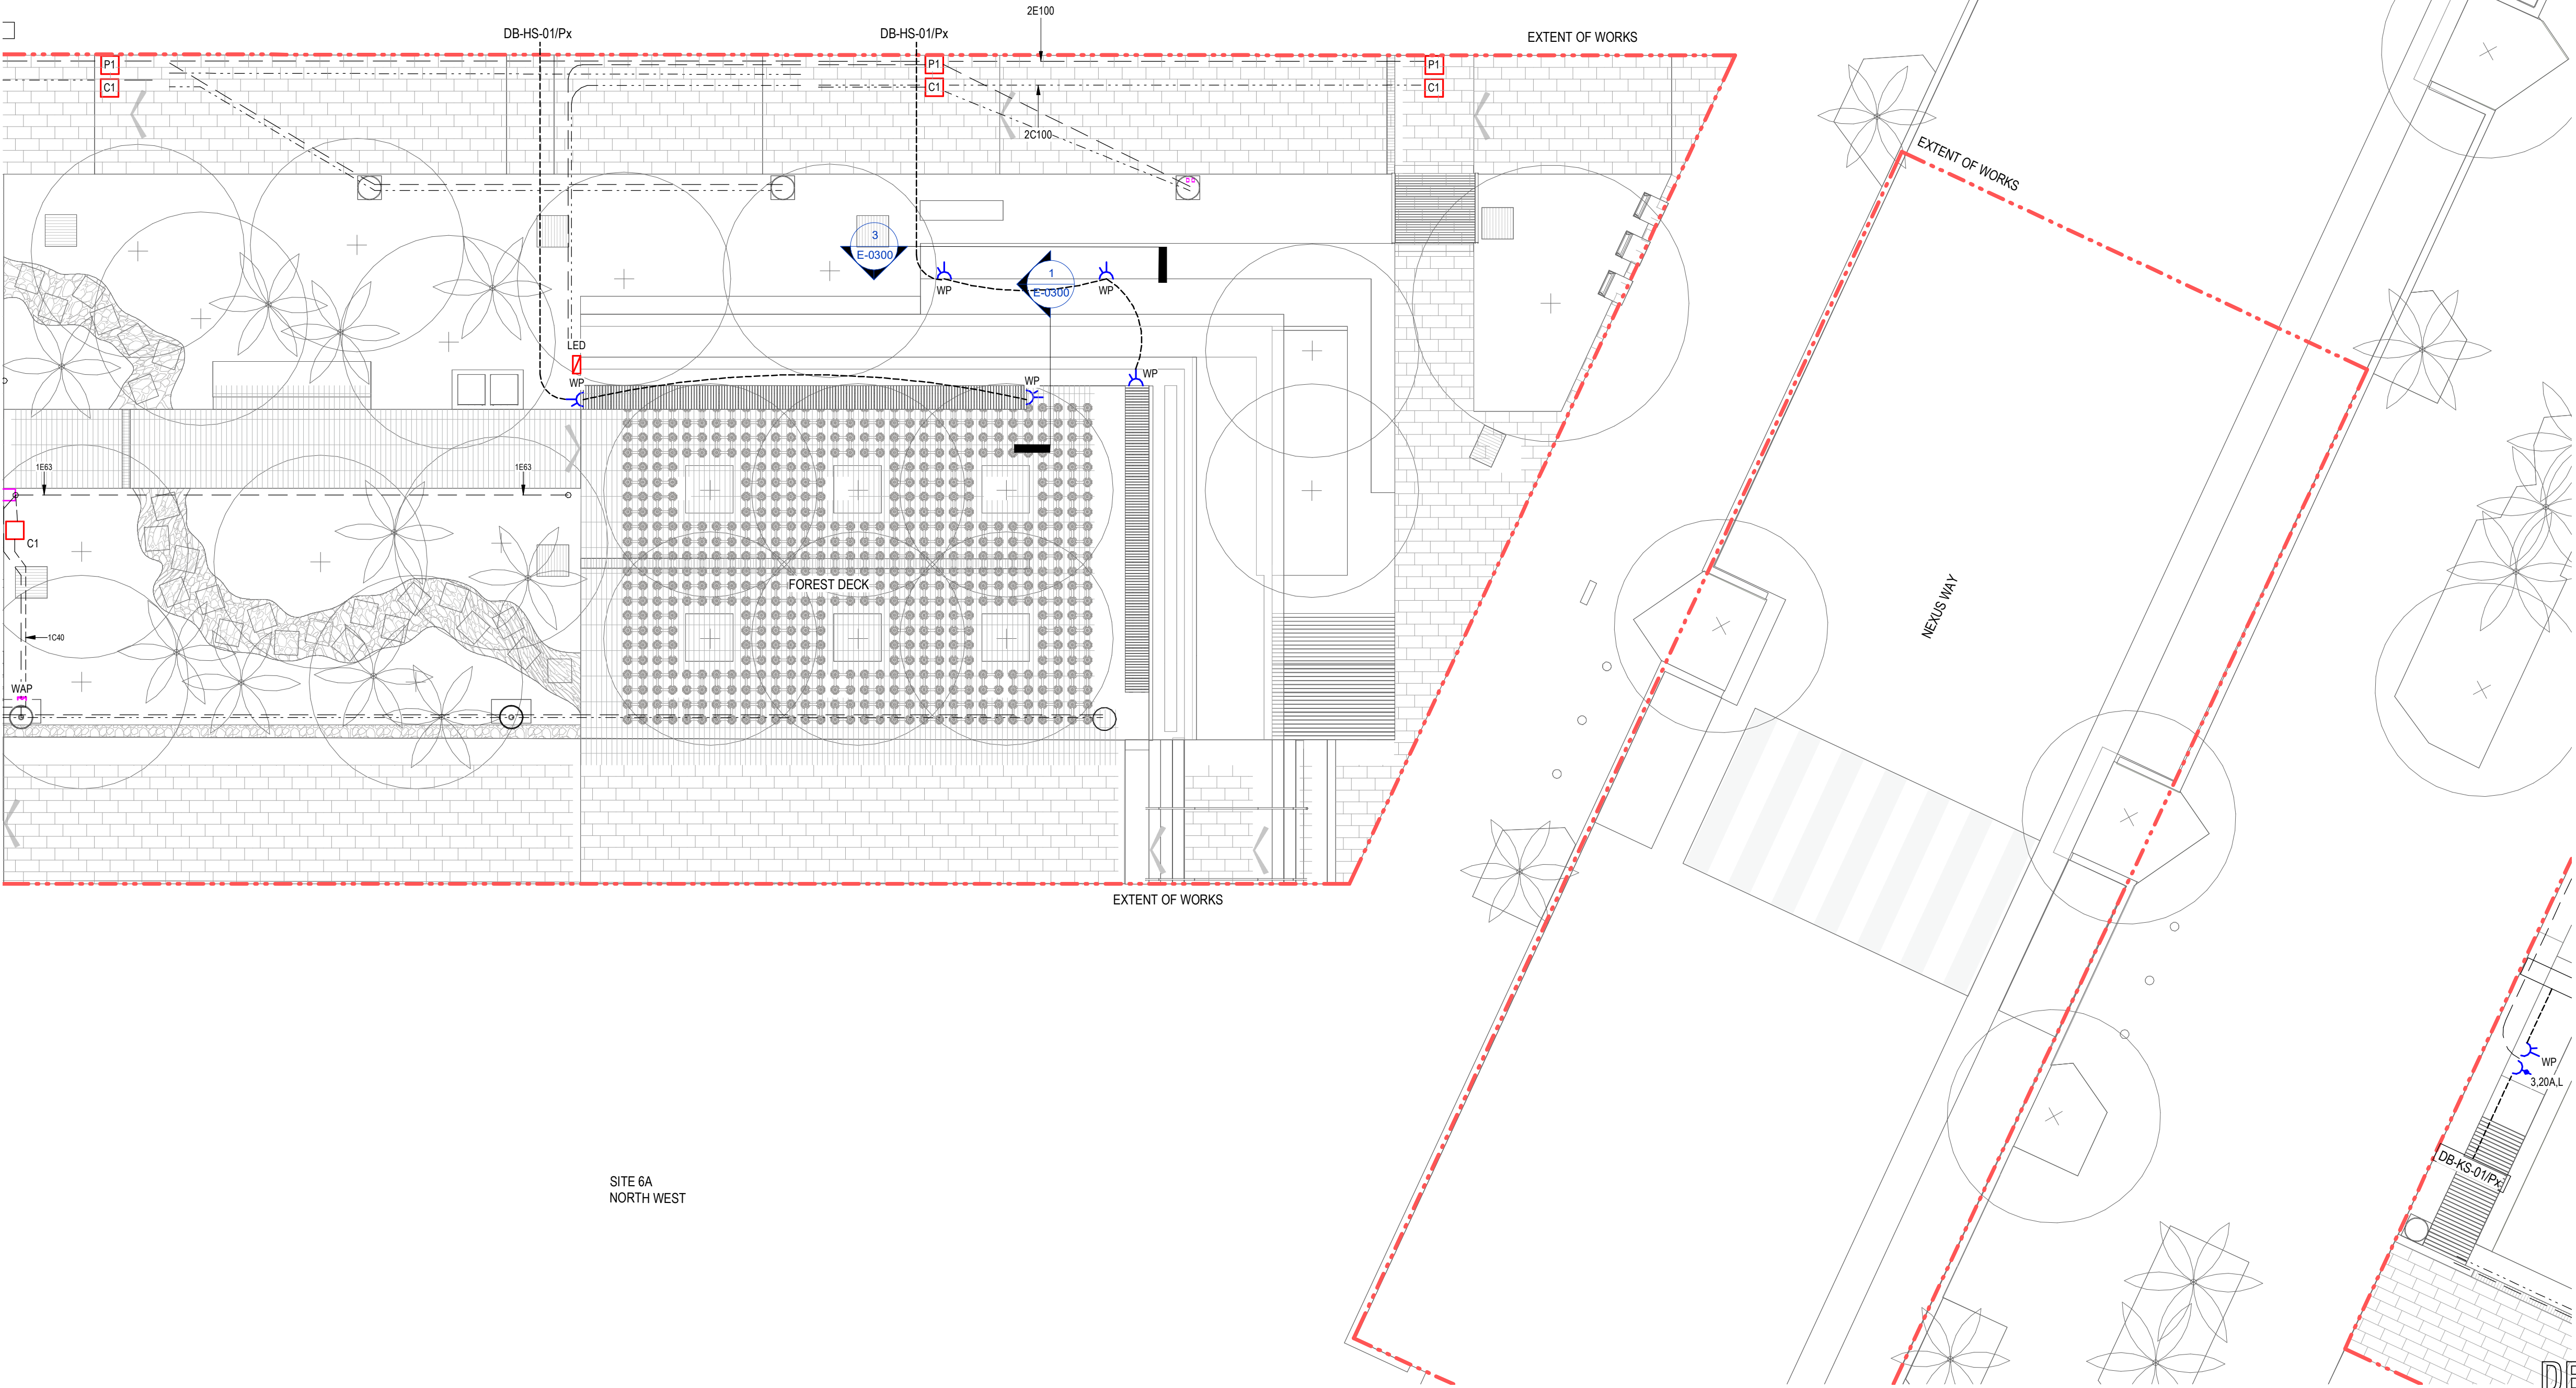 2E100
DB-HS-01/Px
DB-HS-01/Px
EXTENT OF WORKS
P1
P1
P1
C1
C1
C1
2C100
EXTENT OF WORKS
3
E-0300
1
E-0300
WP
WP
LED
WP
WP
WP
1E63
1E63
C1
FOREST DECK
NEXUS WAY
1C40
WAP
EXTENT OF WORKS
WP
3,20A,L
DB-KS-01/Px
SITE 6A
NORTH WEST